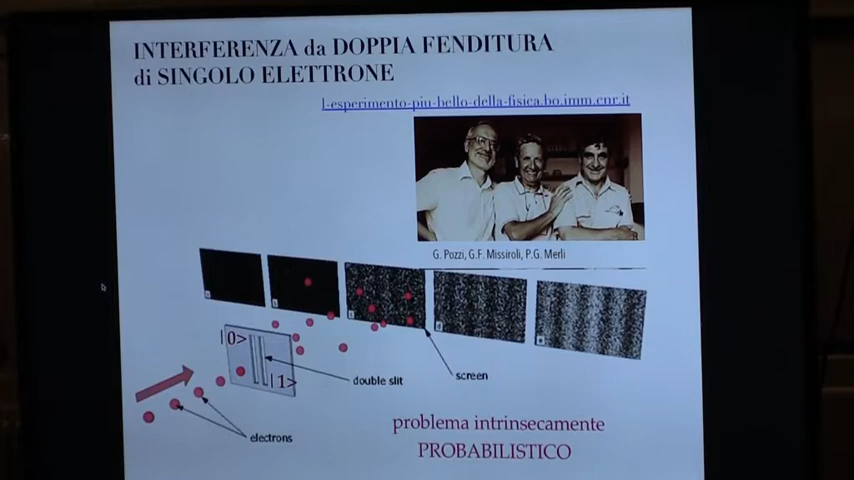 INTERFERENZA da DOPPIA FENDITURA
di SINGOLO ELETTRONE
l-esperimento-piu-bello-della-fisica.bo.imm.cnr.it
G. Pozzi, G.F. Missiroli, P.G. Merli
|0>
|1>
double slit
screen
electrons
problema intrinsecamente
PROBABILISTICO